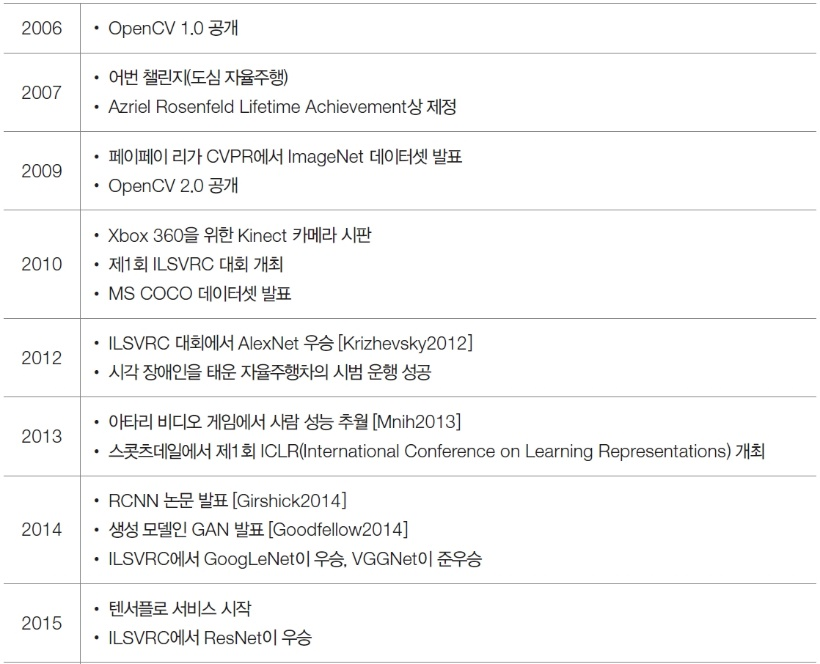 2006
• OpenCV 1.0 공개
2007
• 어번 챌린지(도심 자율주행)
• Azriel Rosenfeld Lifetime Achievement상 제정
2009
• 페이페이 리가 CVPR에서 ImageNet 데이터셋 발표
• OpenCV 2.0 공개
2010
• Xbox 360을 위한 Kinect 카메라 시판
• 제1회 ILSVRC 대회 개최
• MS COCO 데이터셋 발표
2012
• ILSVRC 대회에서 AlexNet 우승 [Krizhevsky2012]
• 시각 장애인을 태운 자율주행차의 시범 운행 성공
2013
• 아타리 비디오 게임에서 사람 성능 추월 [Mnih2013]
• 스콧츠데일에서 제1회 ICLR(International Conference on Learning Representations) 개최
2014
• RCNN 논문 발표 [Girshick2014]
• 생성 모델인 GAN 발표 [Goodfellow2014]
• ILSVRC에서 GoogLeNet이 우승, VGGNet이 준우승
2015
• 텐서플로 서비스 시작
• ILSVRC에서 ResNet이 우승